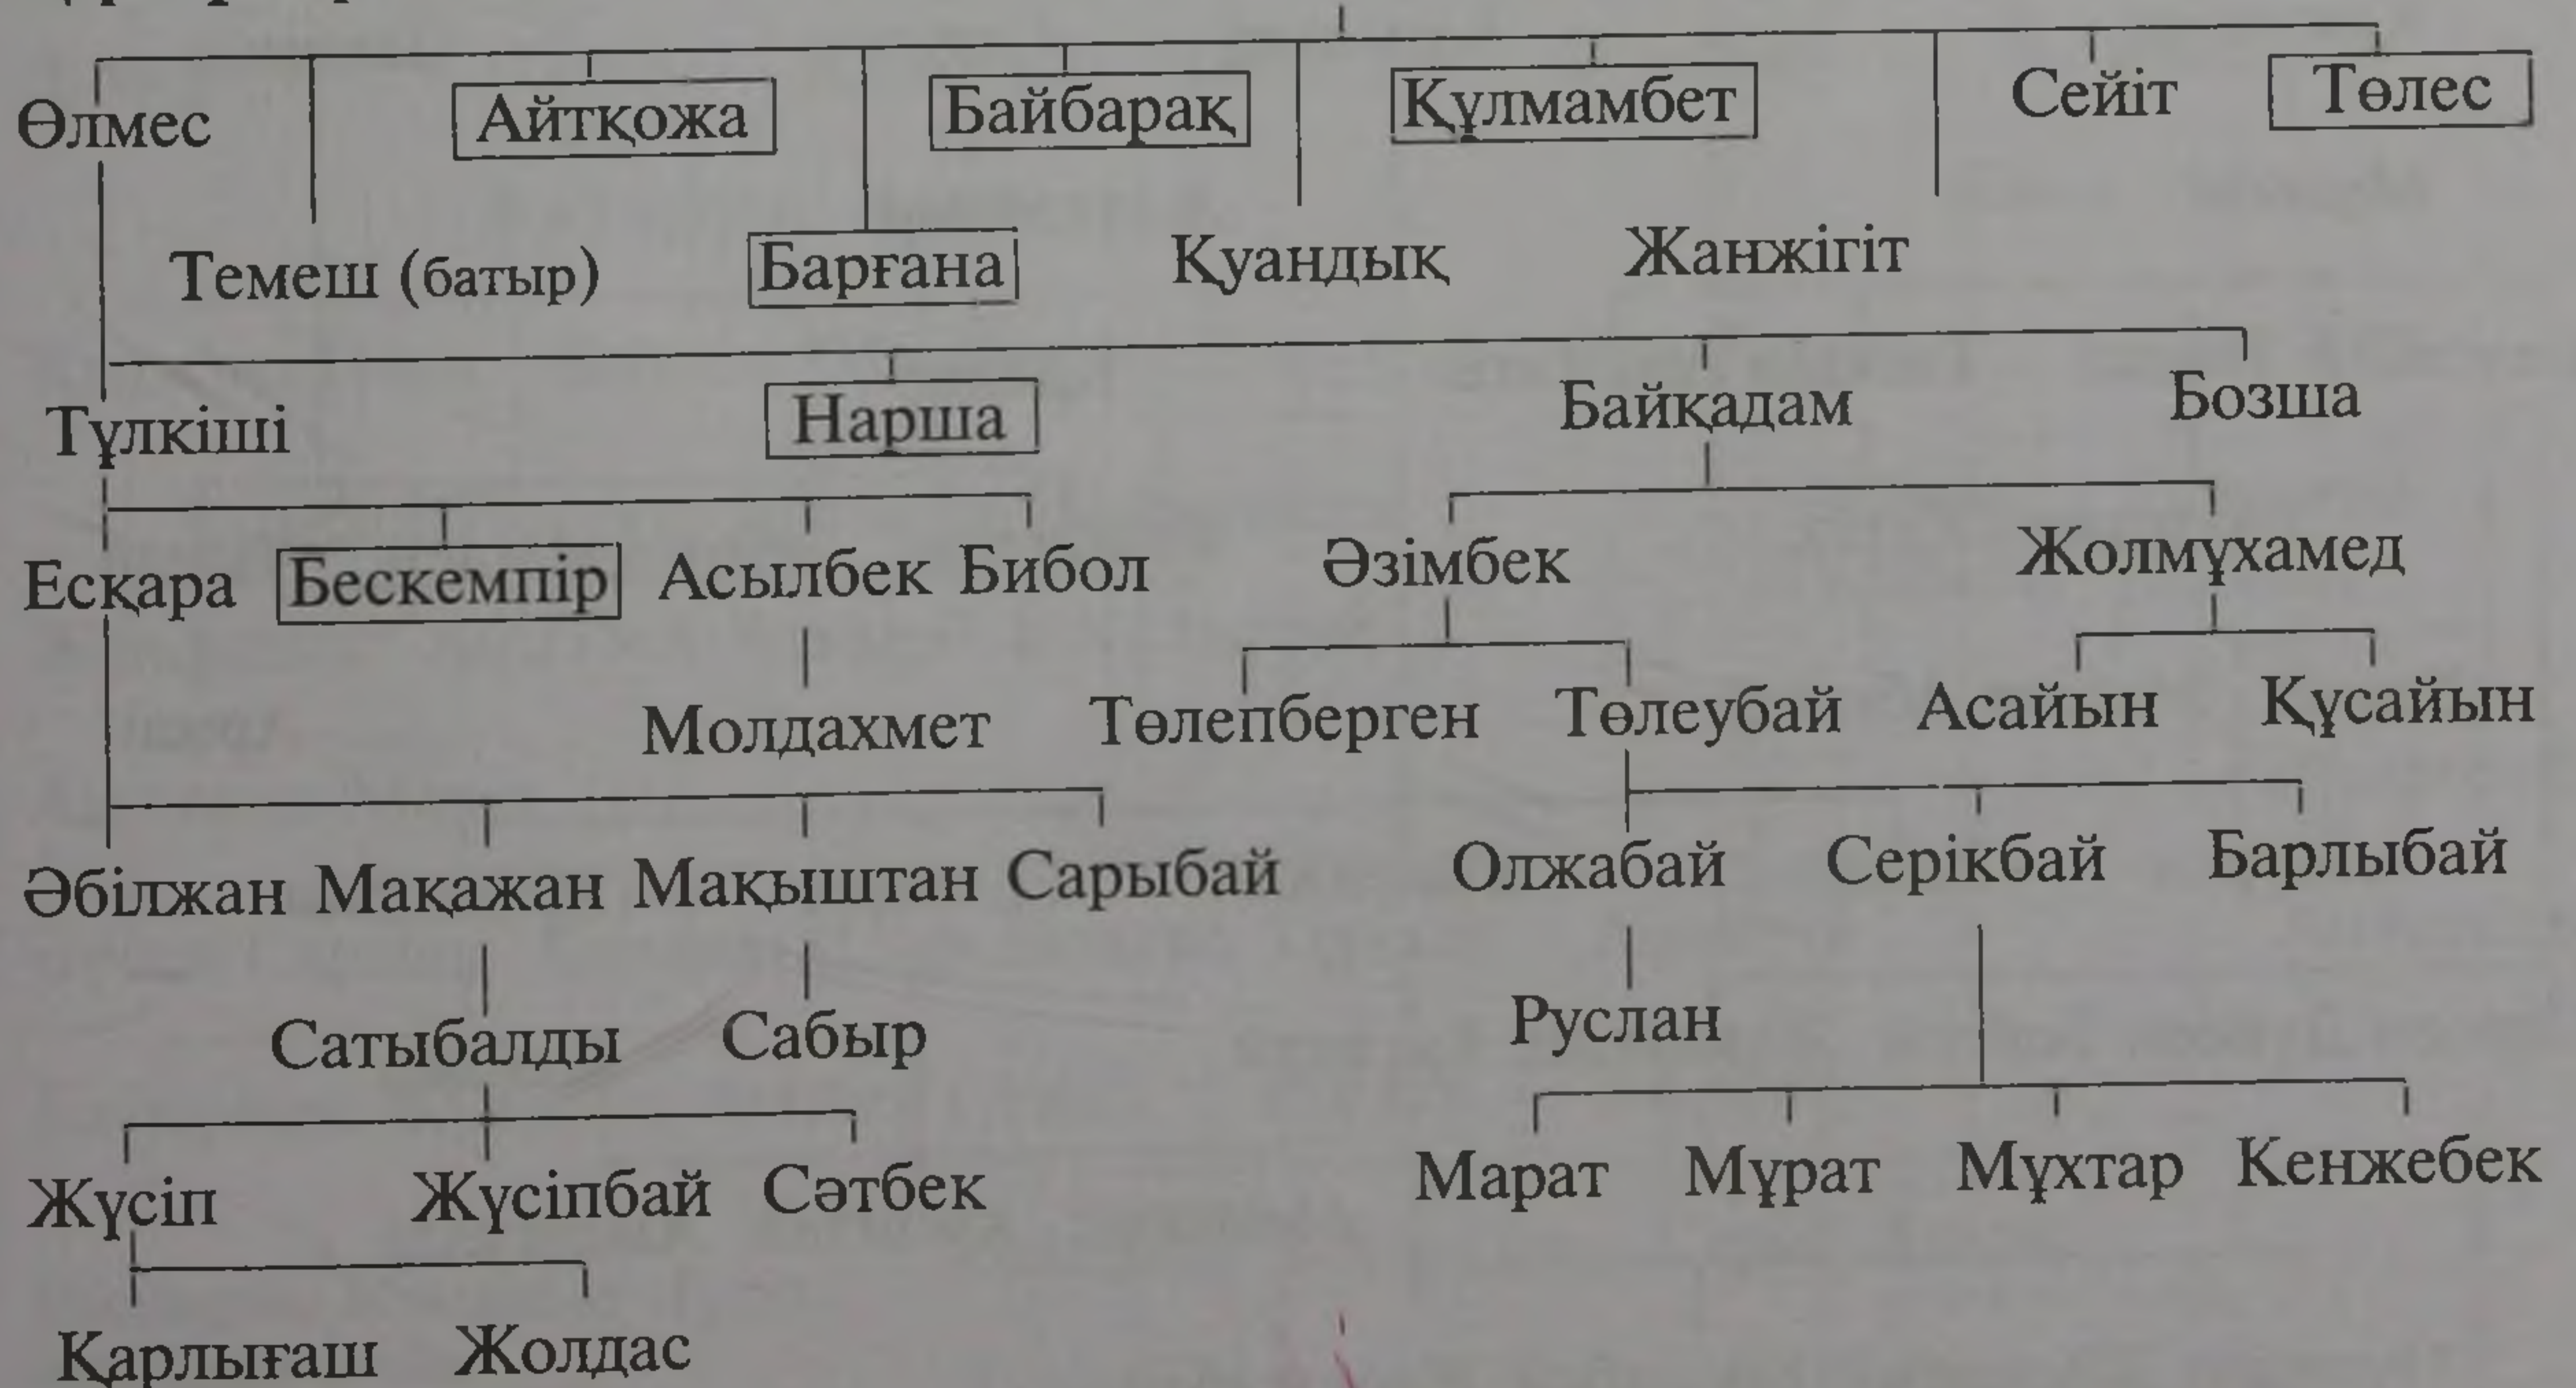 Өлмес Айтқожа Байбарақ Құлмамбет Сейіт Төлес
Темеш (батыр) Барғана Қуандық Жанжігіт
Тұлкіші Нарша Байқадам Бозша
Есқара Бескемпір Асылбек Бибол Әзімбек Жолмұхамед
Молдахмет Төлепберген Төлеубай Асайын Құсайын
Әбілжан Мақажан Мақыштан Сарыбай Олжабай Серікбай Барлыбай
Сатыбалды Сабыр Руслан
Жүсіп Жүсіпбай Сәтбек Марат Мұрат Мұхтар Кенжебек
Қарлығаш Жолдас